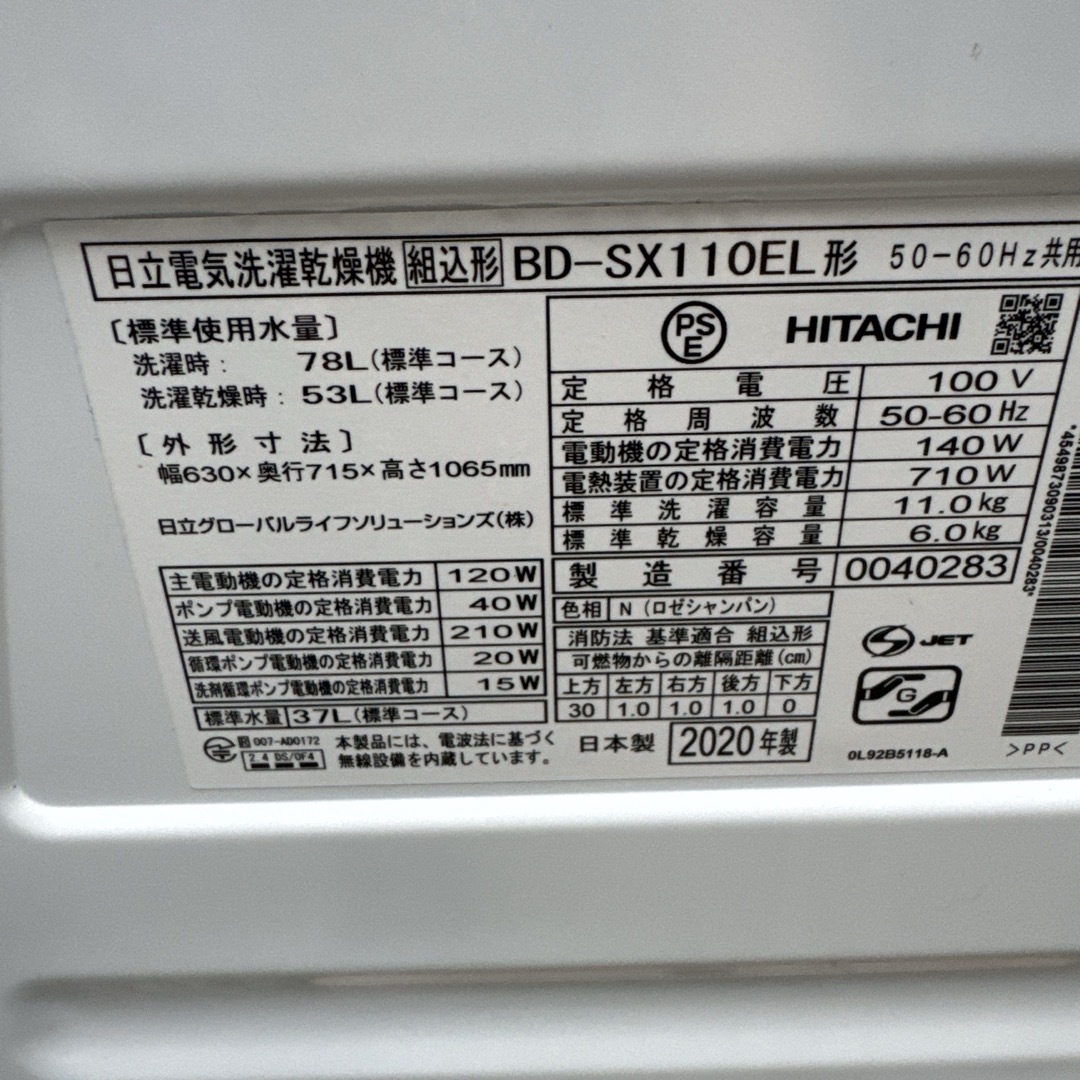 日立電気洗濯乾燥機 組込形 BD-SX110EL形 50-60Hz共用
〔標準使用水量〕
洗濯時： 78L(標準コース)
洗濯乾燥時：53L(標準コース)
〔外形寸法〕
幅630×奥行715×高さ1065mm
日立グローバルライフソリューションズ(株)
主電動機の定格消費電力 120W
ポンプ電動機の定格消費電力 40W
送風電動機の定格消費電力 210W
循環ポンプ電動機の定格消費電力 20W
洗剤循環ポンプ電動機の定格消費電力 15W
標準水量 37L(標準コース)
007-AD0172
2.4 DS/OF4
本製品には、電波法に基づく
無線設備を内蔵しています。
PS
E
HITACHI
定格電圧 100V
定格周波数 50-60Hz
電動機の定格消費電力 140W
電熱装置の定格消費電力 710W
標準洗濯容量 11.0kg
標準乾燥容量 6.0kg
製造番号 0040283
色相 N(ロゼシャンパン)
消防法 基準適合 組込形
可燃物からの離隔距離(cm)
上方 左方 右方 後方 下方
30 1.0 1.0 1.0 0
日本製 2020年製
S JET
G
0L92B5118-A
*4549873090313/0040283*
>PP<